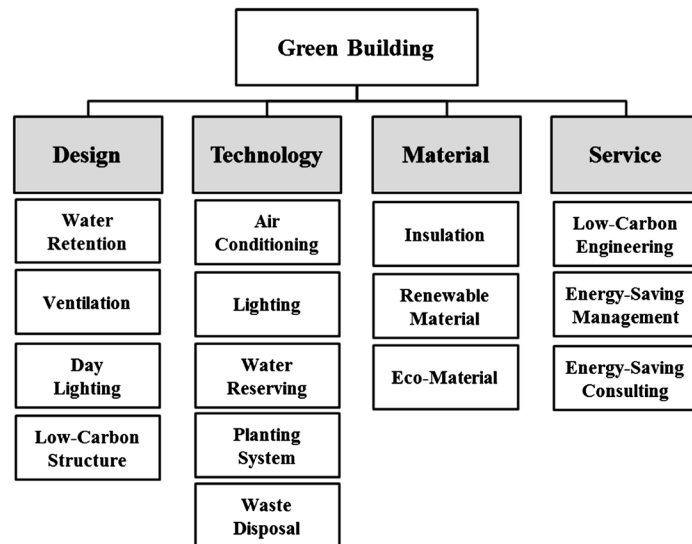 Green Building
Design
Technology
Material
Service
Water
Retention
Ventilation
Day
Lighting
Low-Carbon
Structure
Air
Conditioning
Lighting
Water
Reserving
Planting
System
Waste
Disposal
Insulation
Renewable
Material
Eco-Material
Low-Carbon
Engineering
Energy-Saving
Management
Energy-Saving
Consulting